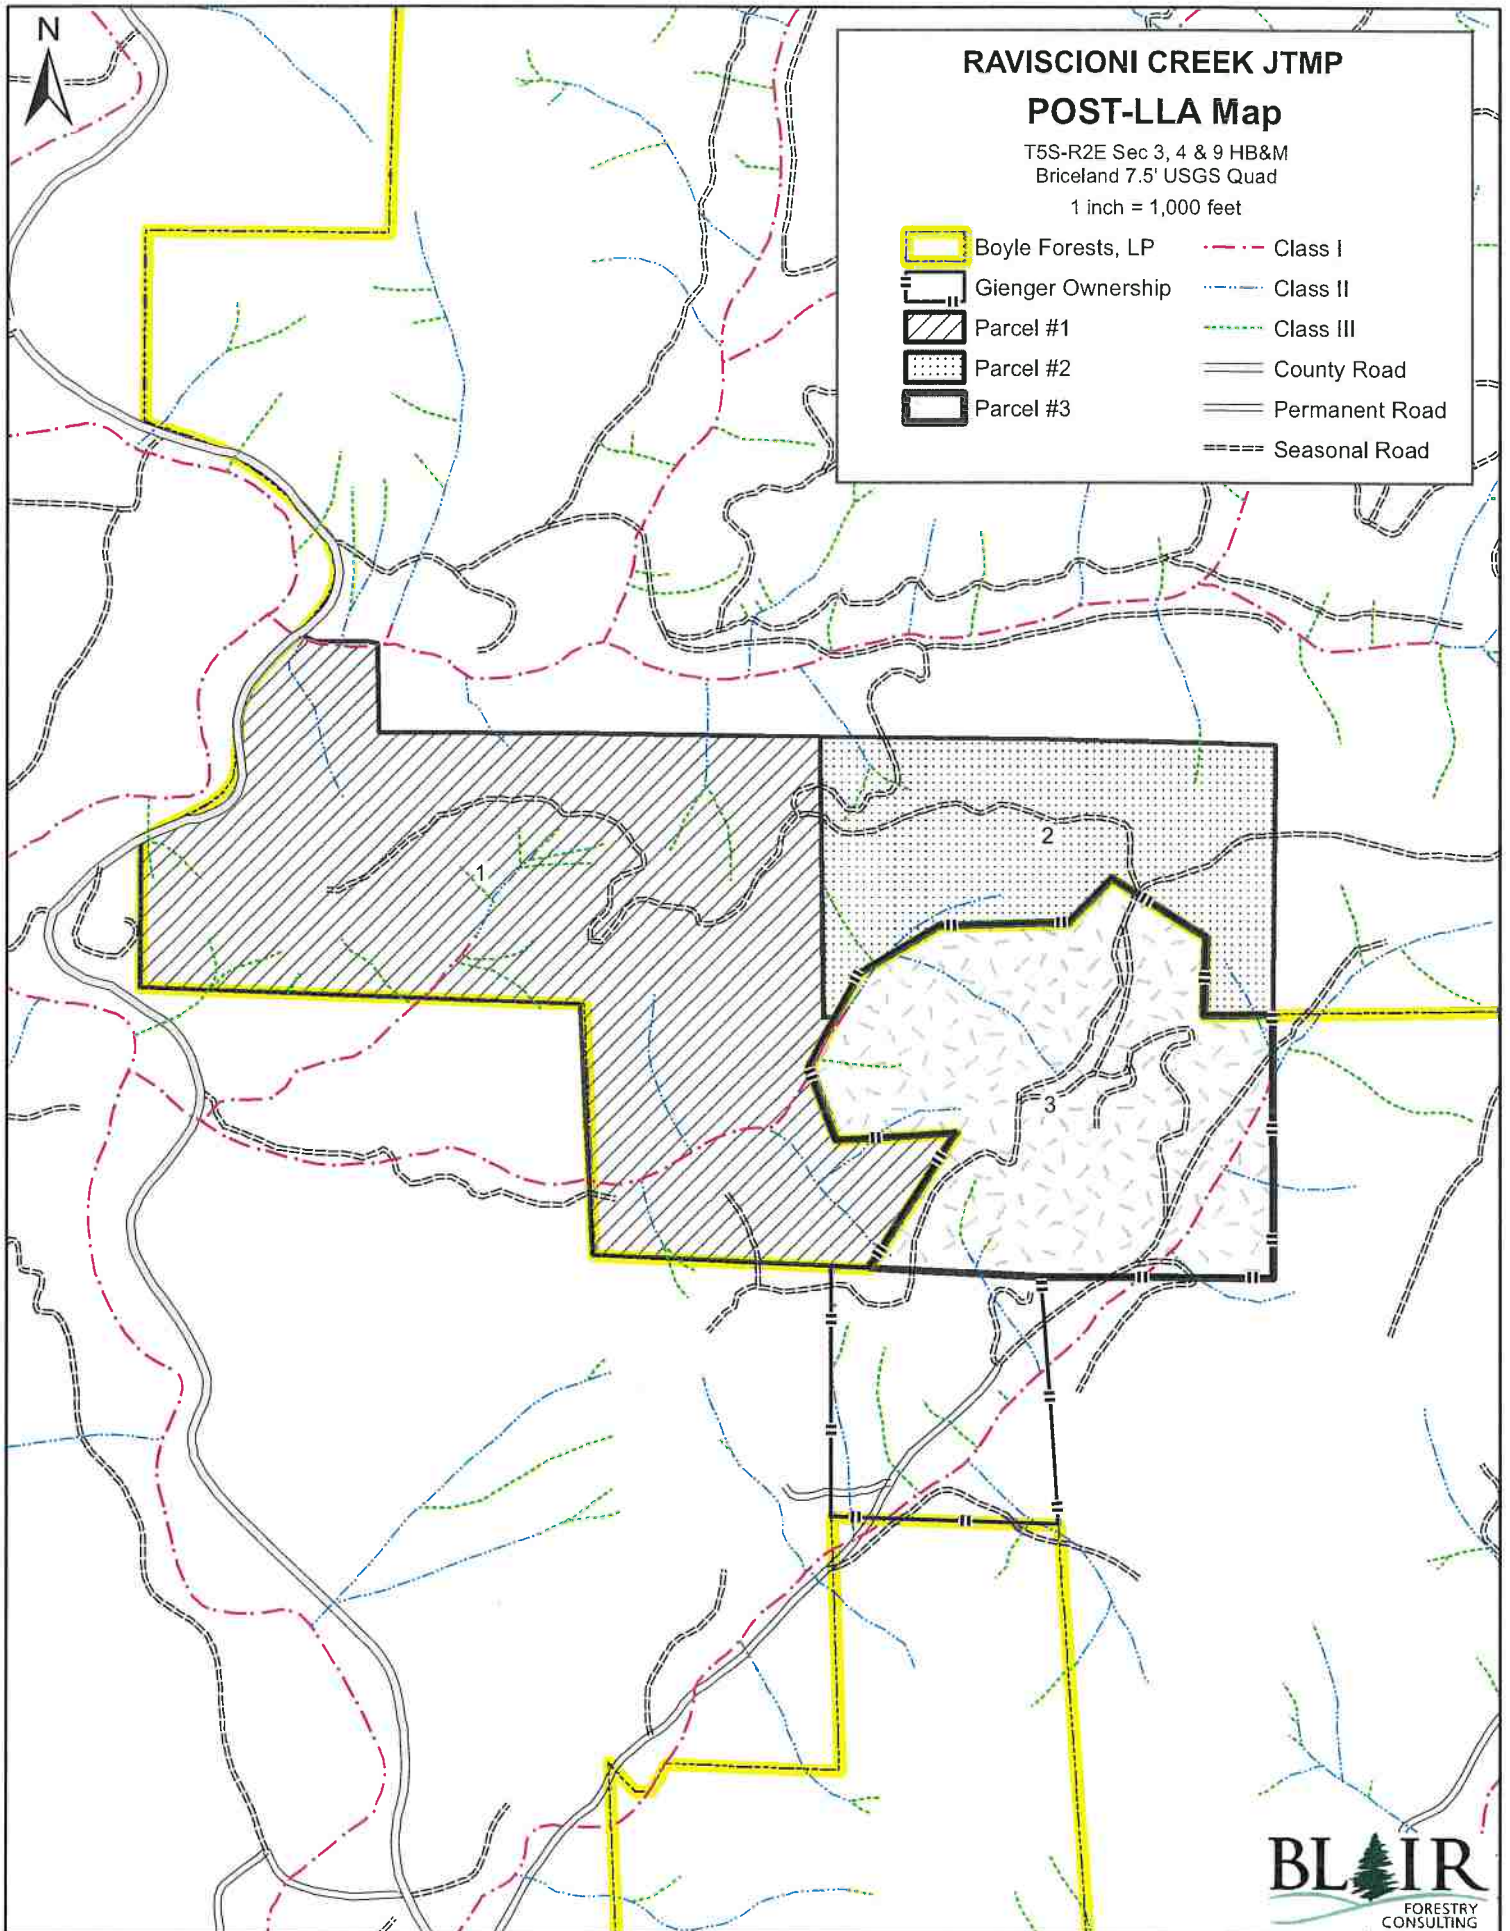 N
RAVISCIONI CREEK JTMP
POST-LLA Map
T5S-R2E Sec 3, 4 & 9 HB&M
Briceland 7.5' USGS Quad
1 inch = 1,000 feet
Boyle Forests, LP
Gienger Ownership
Parcel #1
Parcel #2
Parcel #3
Class I
Class II
Class III
County Road
Permanent Road
Seasonal Road
1
2
3
BLAIR
FORESTRY
CONSULTING